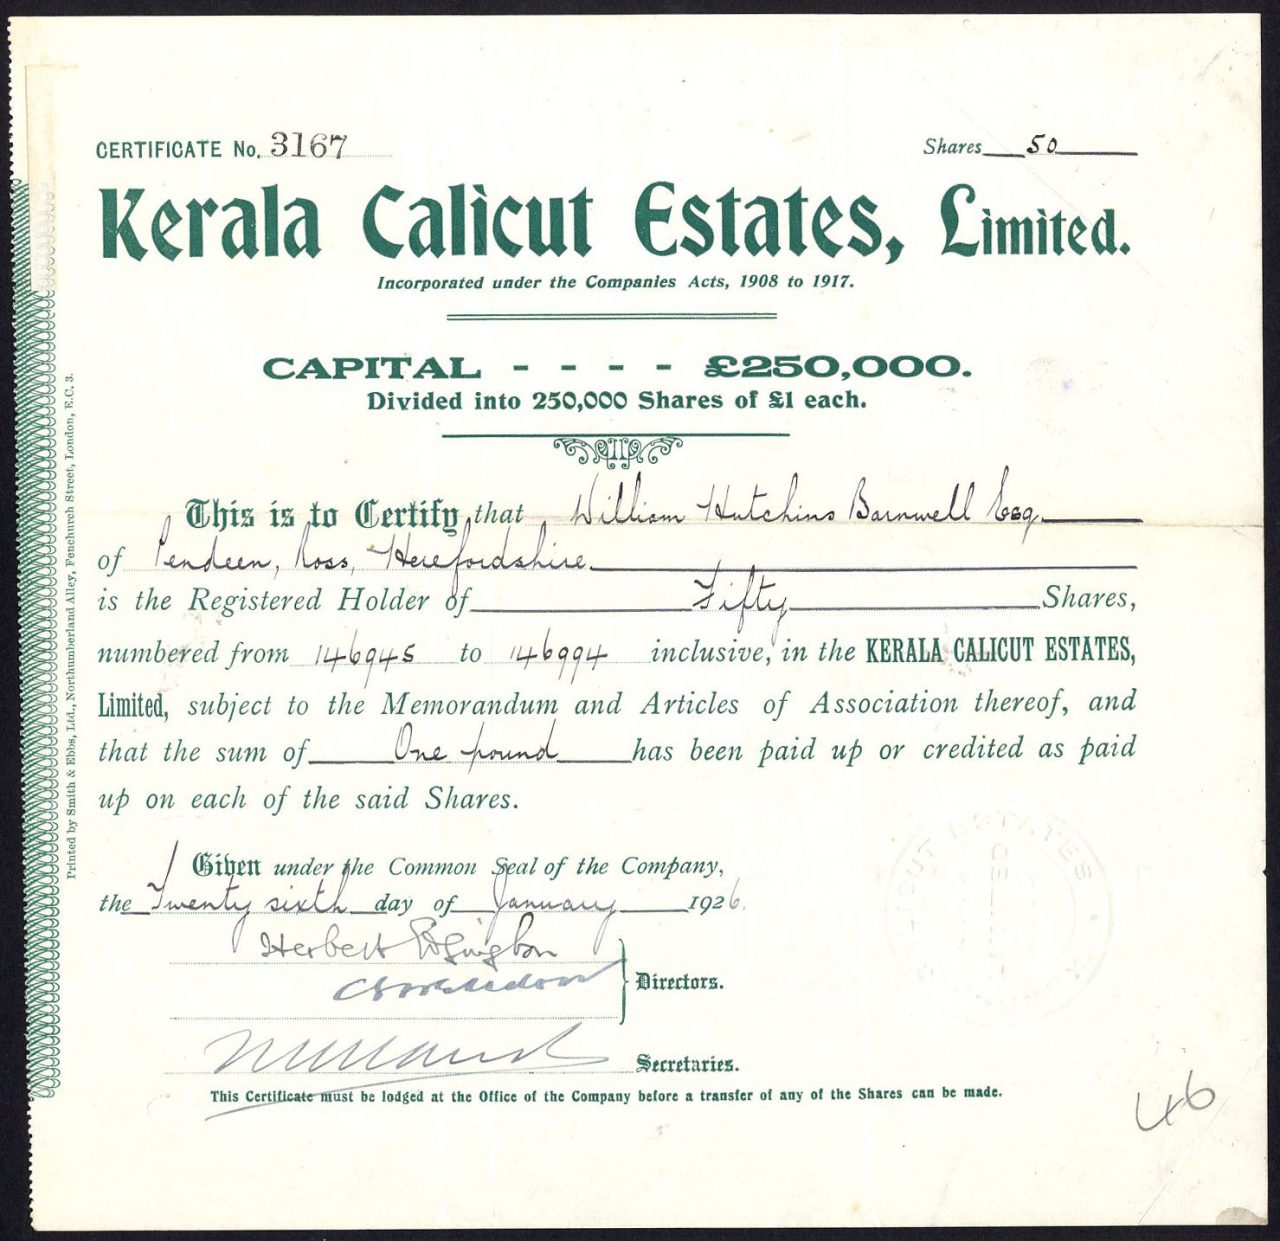 CERTIFICATE No. 3167
Shares 50
Kerala Calicut Estates, Limited.
Incorporated under the Companies Acts, 1908 to 1917.
CAPITAL - - - - £250,000.
Divided into 250,000 Shares of £1 each.
This is to Certify that William Hutchins Barnwell Esq.
of Pendeen, Ross, Herefordshire.
is the Registered Holder of Fifty Shares,
numbered from 146945 to 146994 inclusive, in the KERALA CALICUT ESTATES,
Limited, subject to the Memorandum and Articles of Association thereof, and
that the sum of One pound has been paid up or credited as paid
up on each of the said Shares.
Given under the Common Seal of the Company,
the Twenty sixth day of January 1926.
Herbert
Directors.
Secretaries.
This Certificate must be lodged at the Office of the Company before a transfer of any of the Shares can be made.
46
Printed by Smith & Ebbs, Ltd., Northumberland Alley, Fenchurch Street, London, E.C. 3.